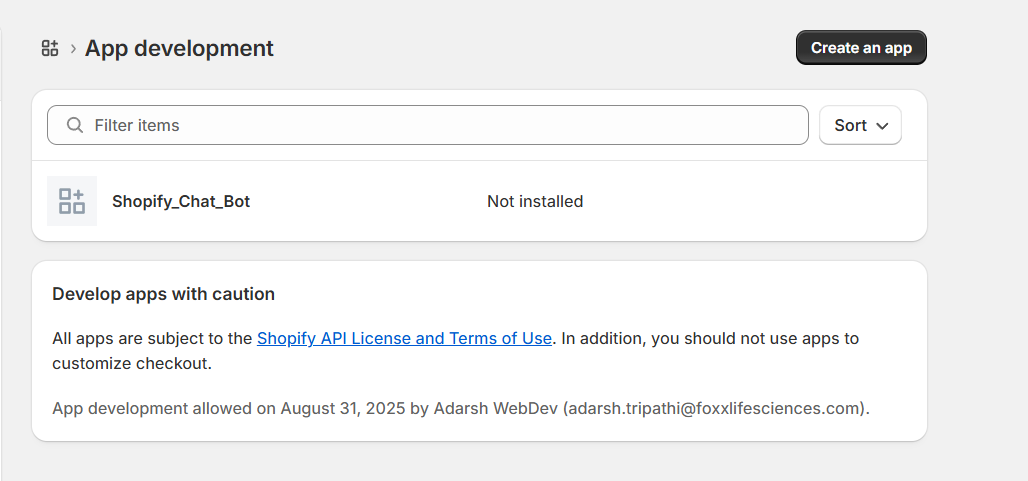 App development
Create an app
Filter items
Sort
Shopify_Chat_Bot
Not installed
Develop apps with caution
All apps are subject to the Shopify API License and Terms of Use. In addition, you should not use apps to
customize checkout.
App development allowed on August 31, 2025 by Adarsh WebDev (adarsh.tripathi@foxxlifesciences.com).